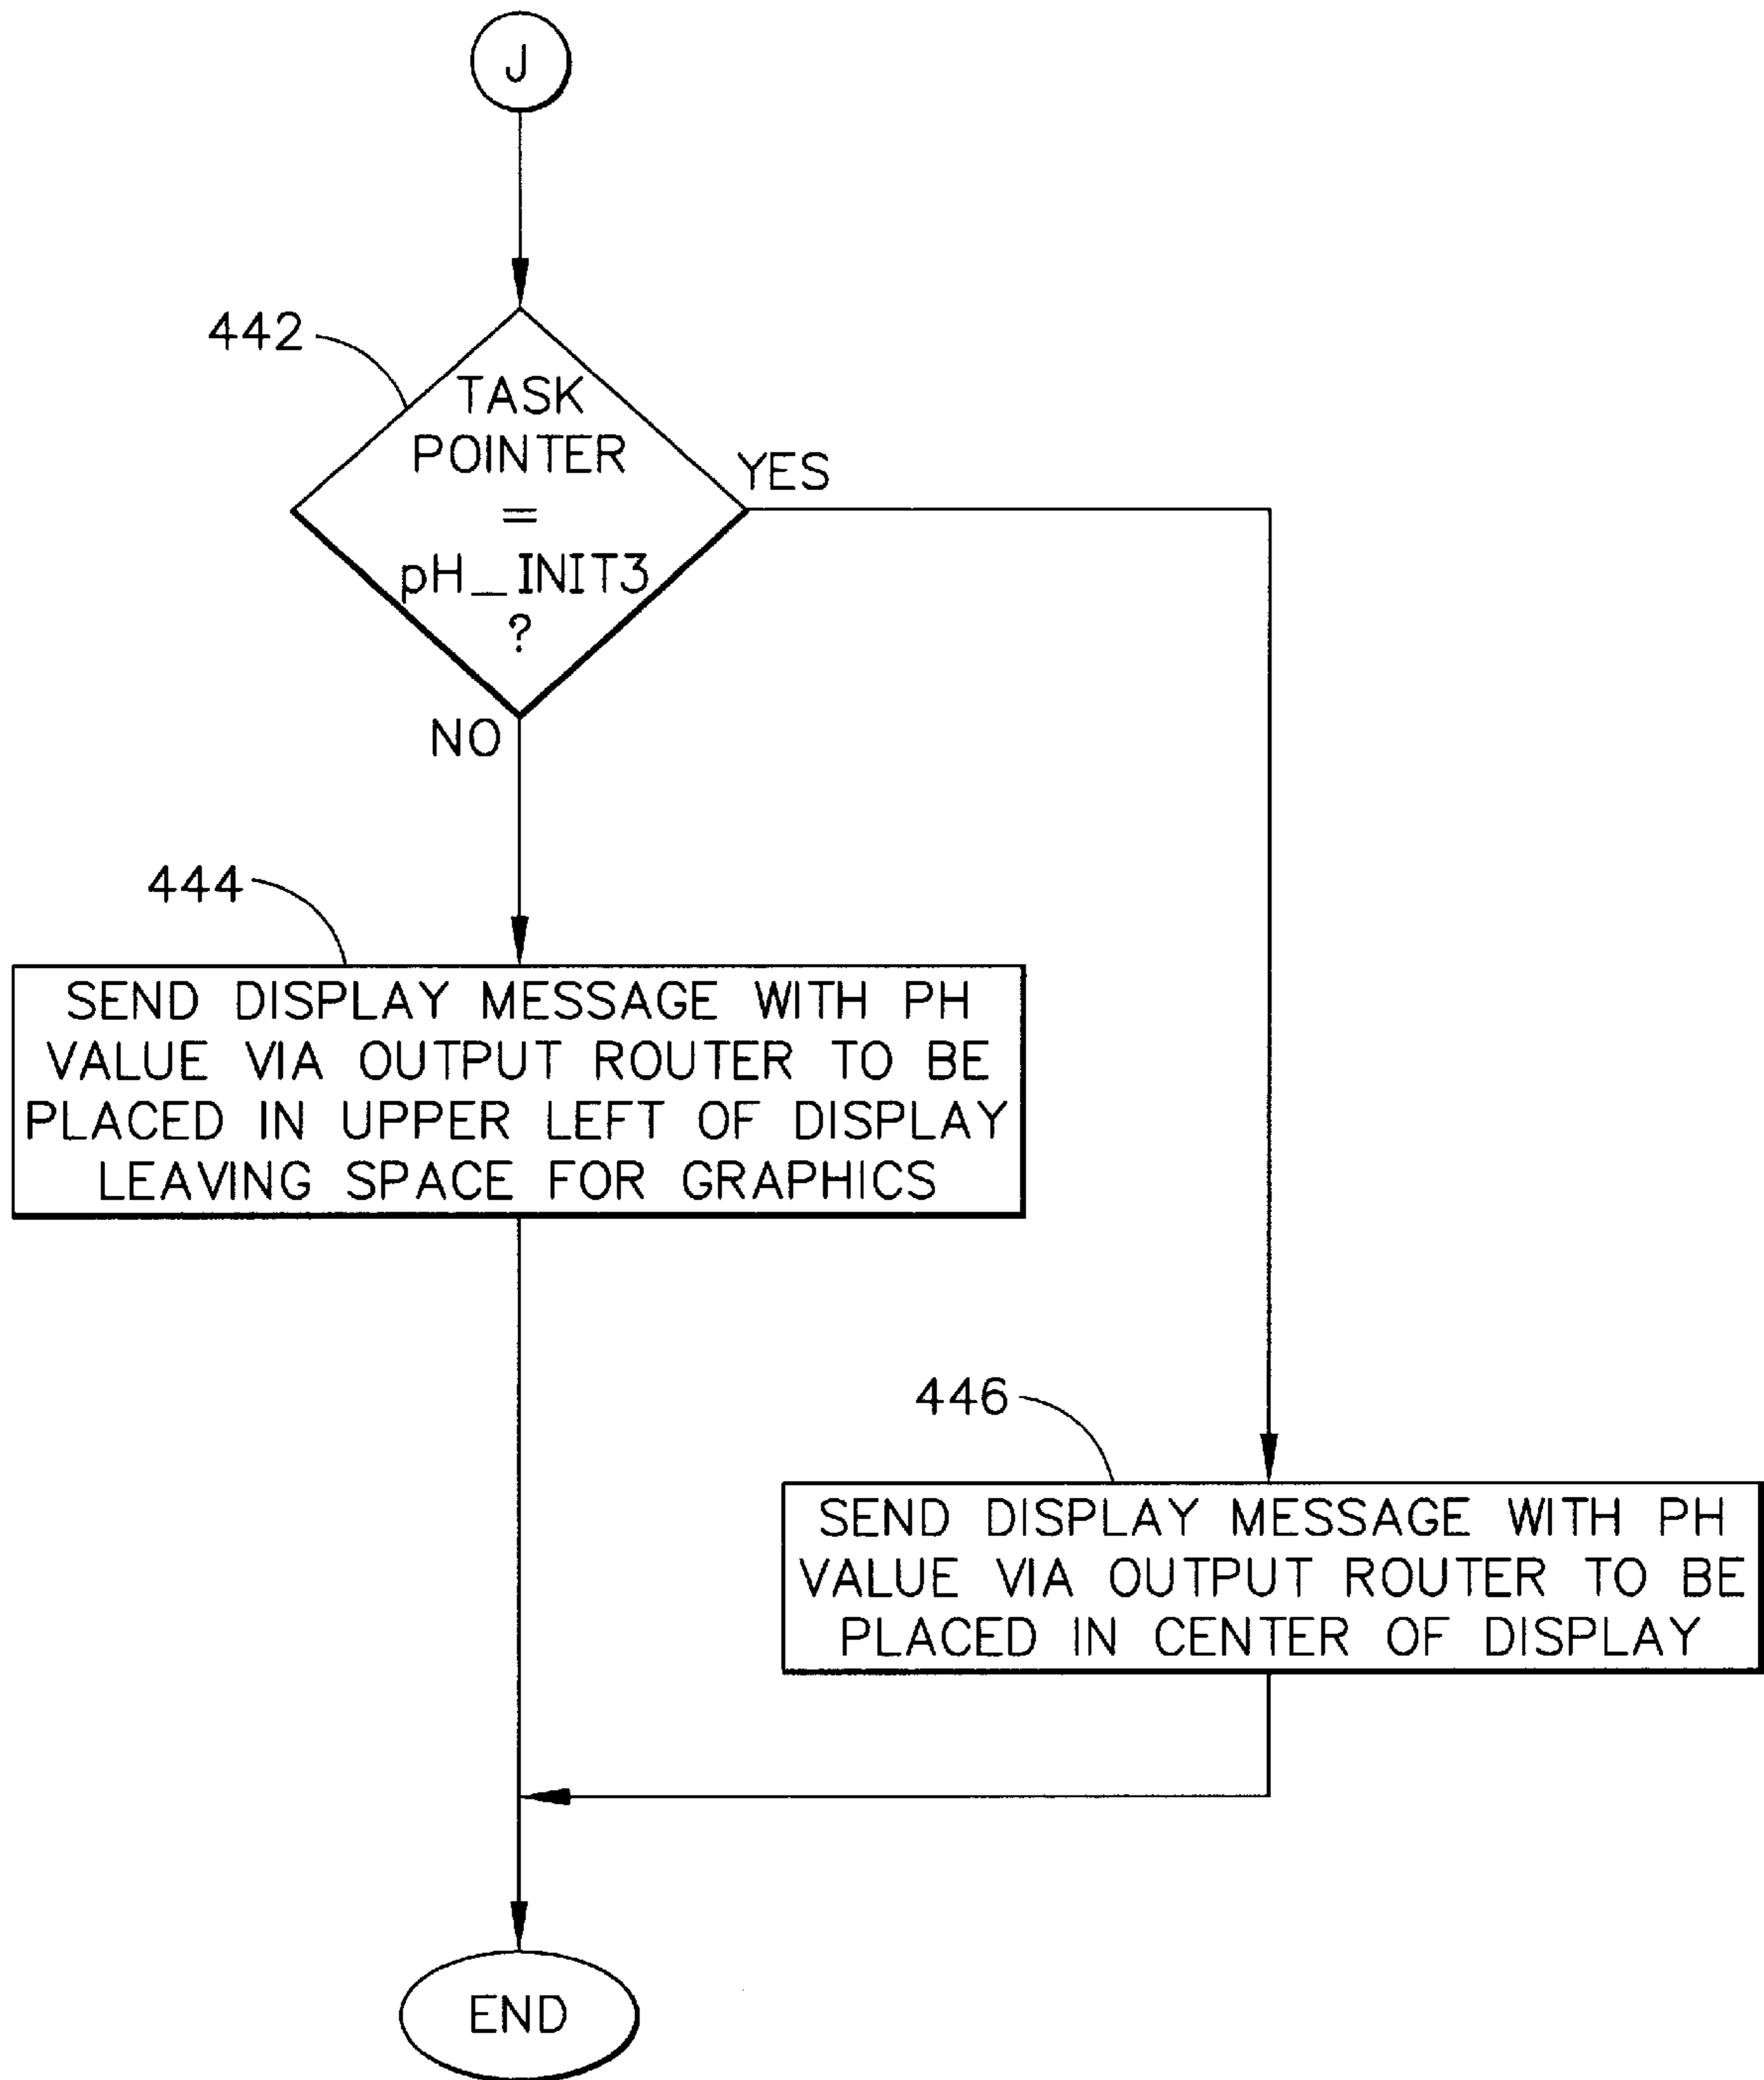 J
442
TASK
POINTER
=
pH_INIT3
?
YES
NO
444
SEND DISPLAY MESSAGE WITH PH
VALUE VIA OUTPUT ROUTER TO BE
PLACED IN UPPER LEFT OF DISPLAY
LEAVING SPACE FOR GRAPHICS
446
SEND DISPLAY MESSAGE WITH PH
VALUE VIA OUTPUT ROUTER TO BE
PLACED IN CENTER OF DISPLAY
END